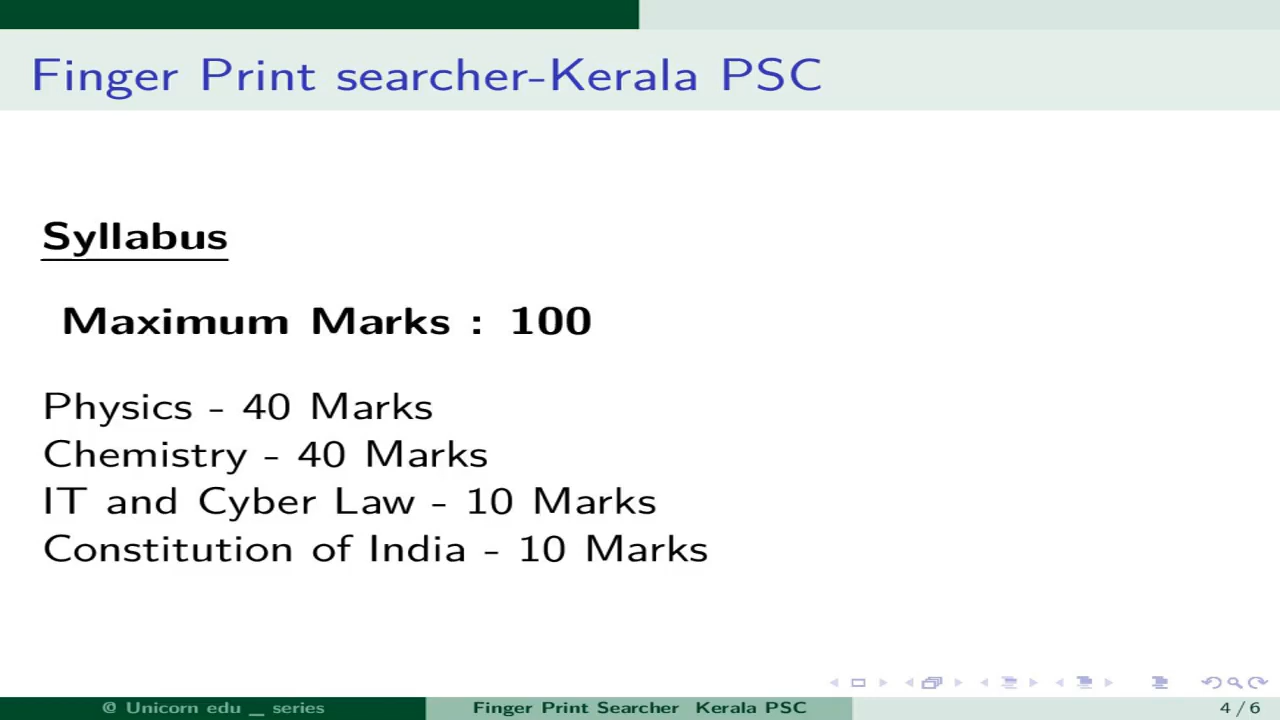 Finger Print searcher-Kerala PSC
Syllabus
Maximum Marks : 100
Physics - 40 Marks
Chemistry - 40 Marks
IT and Cyber Law - 10 Marks
Constitution of India - 10 Marks
@ Unicorn edu _ series Finger Print Searcher Kerala PSC 4 / 6